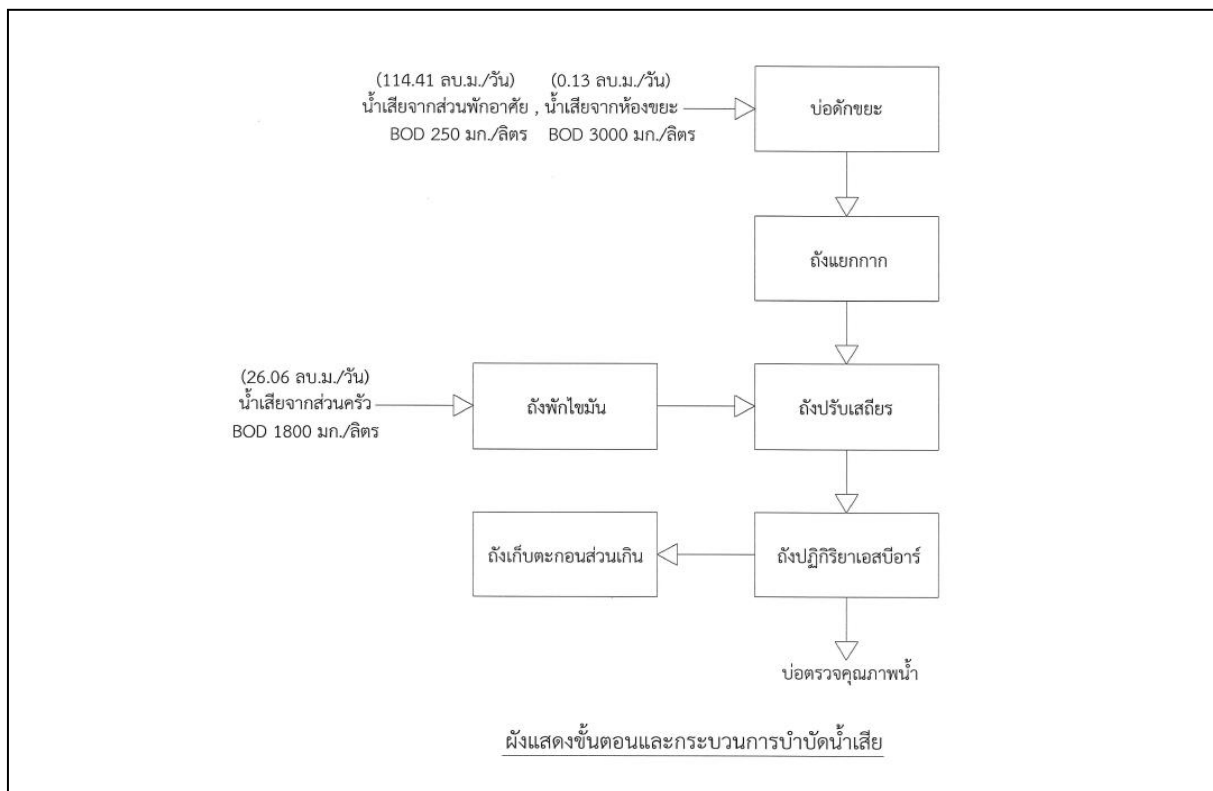 (114.41 ลบ.ม./วัน) (0.13 ลบ.ม./วัน)
น้ำเสียจากส่วนพักอาศัย , น้ำเสียจากห้องขยะ
BOD 250 มก./ลิตร BOD 3000 มก./ลิตร
บ่อดักขยะ
ถังแยกกาก
(26.06 ลบ.ม./วัน)
น้ำเสียจากส่วนครัว
BOD 1800 มก./ลิตร
ถังพักไขมัน
ถังปรับเสถียร
ถังเก็บตะกอนส่วนเกิน
ถังปฏิกิริยาเอสบีอาร์
บ่อตรวจคุณภาพน้ำ
ผังแสดงขั้นตอนและกระบวนการบำบัดน้ำเสีย